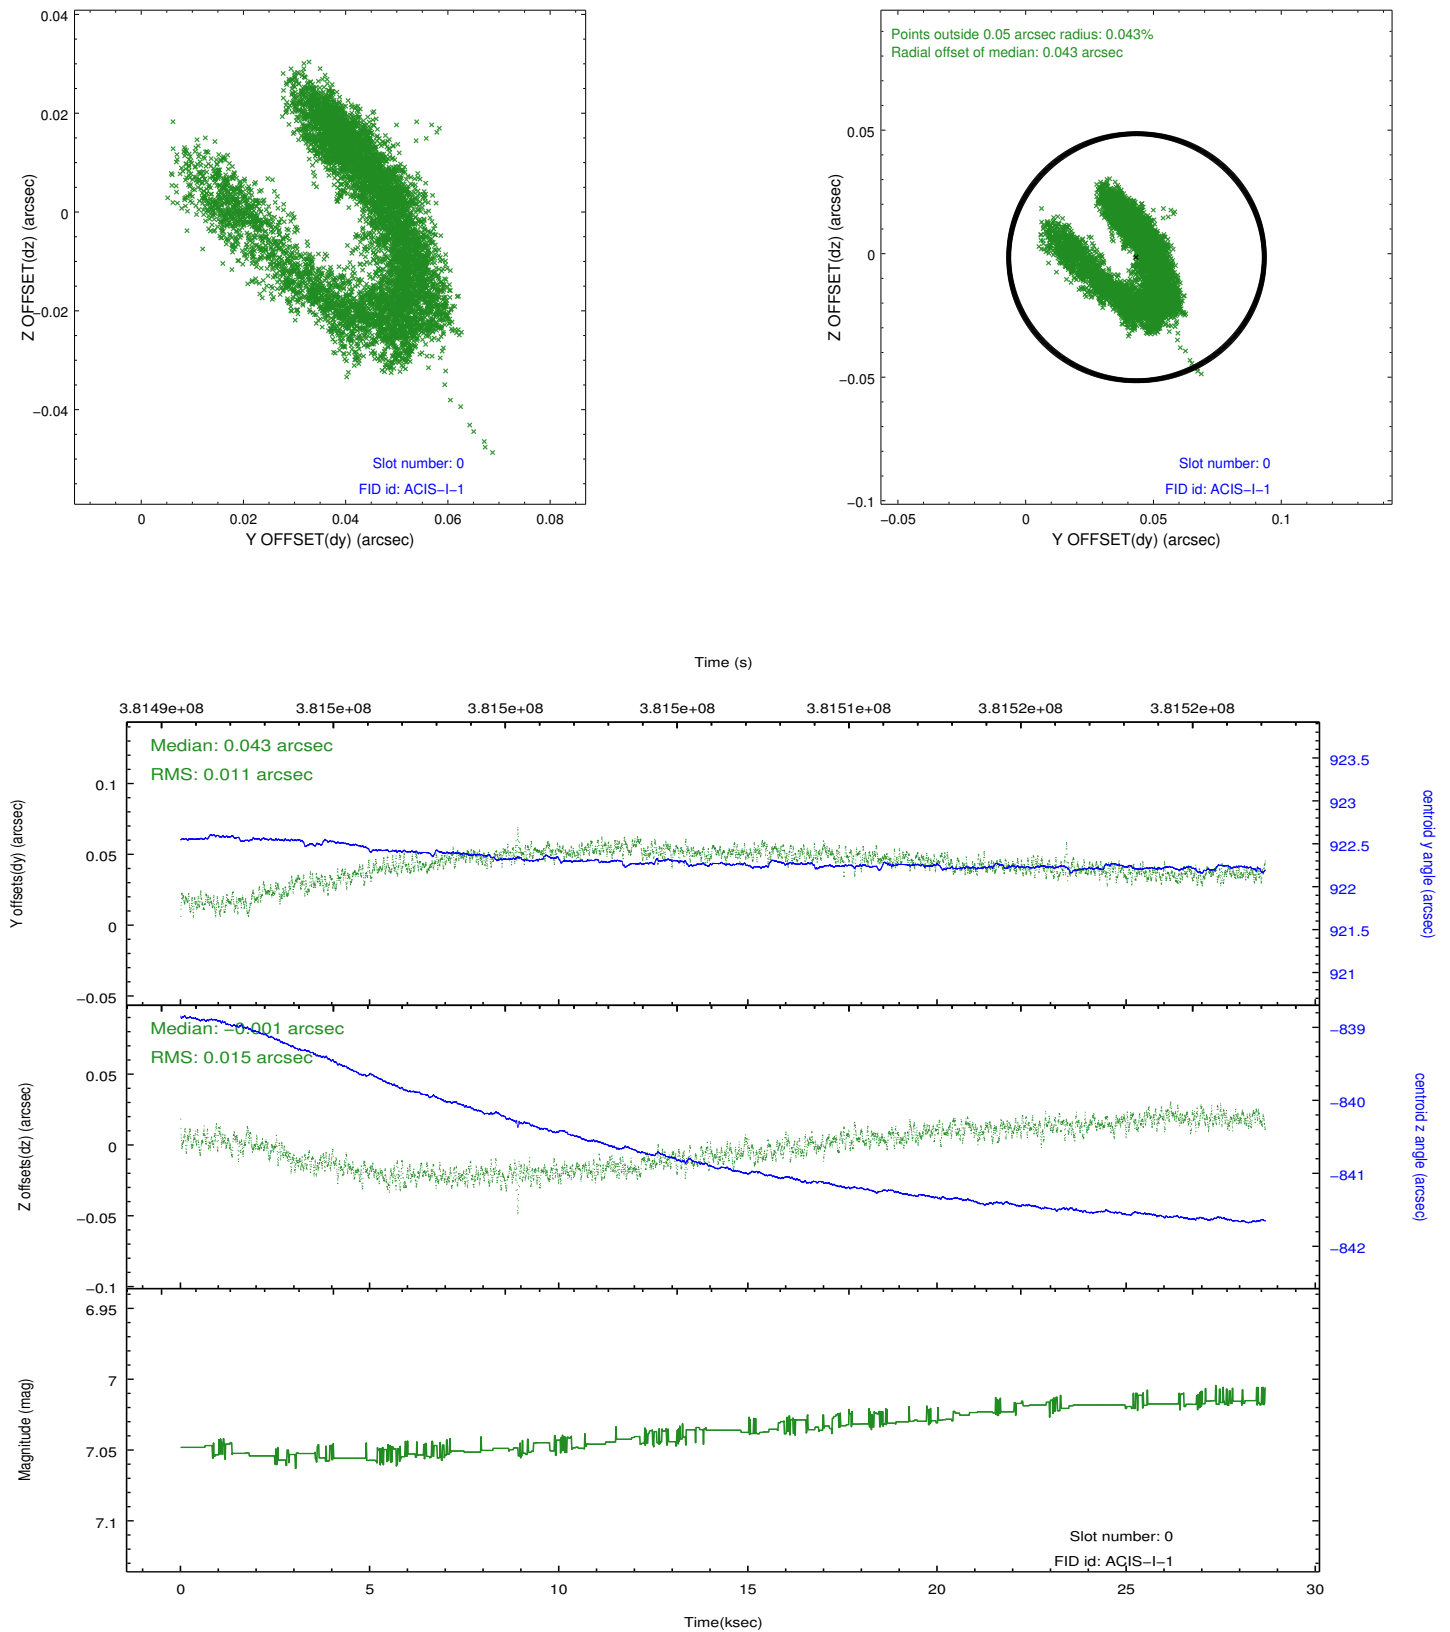 0.04
0.02
0
−0.02
−0.04
Z OFFSET(dz) (arcsec)
Slot number: 0
FID id: ACIS−I−1
0 0.02 0.04 0.06 0.08
Y OFFSET(dy) (arcsec)
Points outside 0.05 arcsec radius: 0.043%
Radial offset of median: 0.043 arcsec
0.05
0
−0.05
−0.1
Z OFFSET(dz) (arcsec)
Slot number: 0
FID id: ACIS−I−1
−0.05 0 0.05 0.1
Y OFFSET(dy) (arcsec)
Time (s)
3.8149e+08 3.815e+08 3.815e+08 3.815e+08 3.8151e+08 3.8152e+08 3.8152e+08
Median: 0.043 arcsec
RMS: 0.011 arcsec
0.1
0.05
0
−0.05
Y offsets(dy) (arcsec)
923.5
923
922.5
922
921.5
921
centroid y angle (arcsec)
Median: −0.001 arcsec
RMS: 0.015 arcsec
0.05
0
−0.05
−0.1
Z offsets(dz) (arcsec)
−839
−840
−841
−842
centroid z angle (arcsec)
6.95
7
7.05
7.1
Magnitude (mag)
Slot number: 0
FID id: ACIS−I−1
0 5 10 15 20 25 30
Time(ksec)